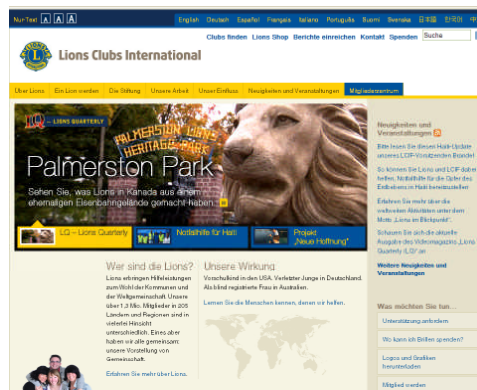 Nur Text A A A English Deutsch Español Français Italiano Português Suomi Svenska 日本語 한국어 中
Clubs finden Lions Shop Berichte einreichen Kontakt Spenden Suche
Lions Clubs International
Über Lions Ein Lion werden Die Stiftung Unsere Arbeit Unser Einfluss Neuigkeiten und Veranstaltungen Mitgliedeszentrum
LQ – LIONS QUARTERLY
PALMERSTON LIONS
HERITAGE PARK
Palmerston Park
Sehen Sie, was Lions in Kanada aus einem
ehemaligen Eisenbahngelände gemacht haben.
LQ – Lions Quarterly
Notfallhilfe für Haiti
Projekt
„Neue Hoffnung"
Neuigkeiten und
Veranstaltungen
Bitte lesen Sie diesen Haiti-Update
unseres LCIF-Vorsitzenden Brandel
So können Sie Lions und LCIF dabei
helfen, Notfallhilfe für die Opfer des
Erdbebens in Haiti bereitzustellen
Erfahren Sie mehr über die
weltweiten Aktivitäten unter dem
Motto „Lions im Blickpunkt".
Schauen Sie sich die aktuelle
Ausgabe des Videomagazins „Lions
Quarterly (LQ)" an
Weitere Neuigkeiten und
Veranstaltungen
Wer sind die Lions?
Lions erbringen Hilfeleistungen
zum Wohl der Kommunen und
der Weltgemeinschaft. Unsere
über 1,3 Mio. Mitglieder in 205
Ländern und Regionen sind in
vielerlei Hinsicht
unterschiedlich. Eines aber
haben wir alle gemeinsam:
unsere Vorstellung von
Gemeinschaft.
Erfahren Sie mehr über Lions.
Unsere Wirkung
Vorschulkind in den USA. Verletzter Junge in Deutschland.
Als blind registrierte Frau in Australien.
Lernen Sie die Menschen kennen, denen wir helfen.
Was möchten Sie tun...
Unterstützung anfordern
Wo kann ich Brillen spenden?
Logos und Grafiken
herunterladen
Mitglied werden